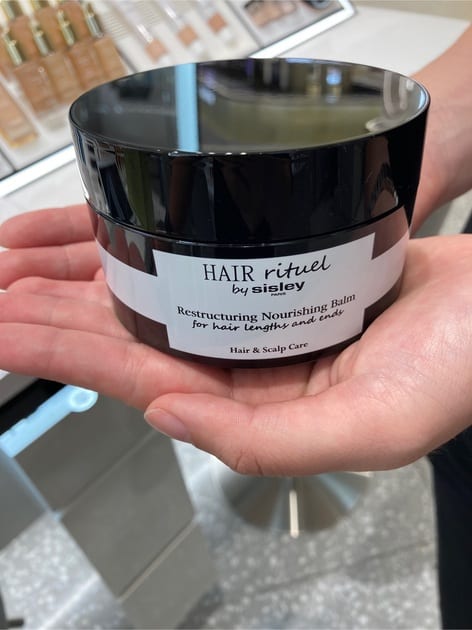 HAIR rituel
by sisley
PARIS
Restructuring Nourishing Balm
for hair lengths and ends
Hair & Scalp Care